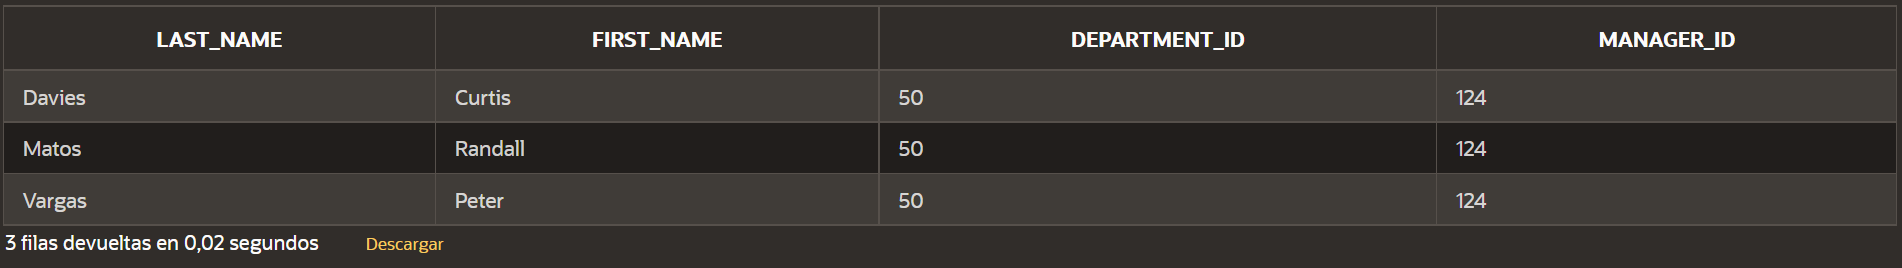 LAST_NAME FIRST_NAME DEPARTMENT_ID MANAGER_ID
Davies Curtis 50 124
Matos Randall 50 124
Vargas Peter 50 124
3 filas devueltas en 0,02 segundos Descargar